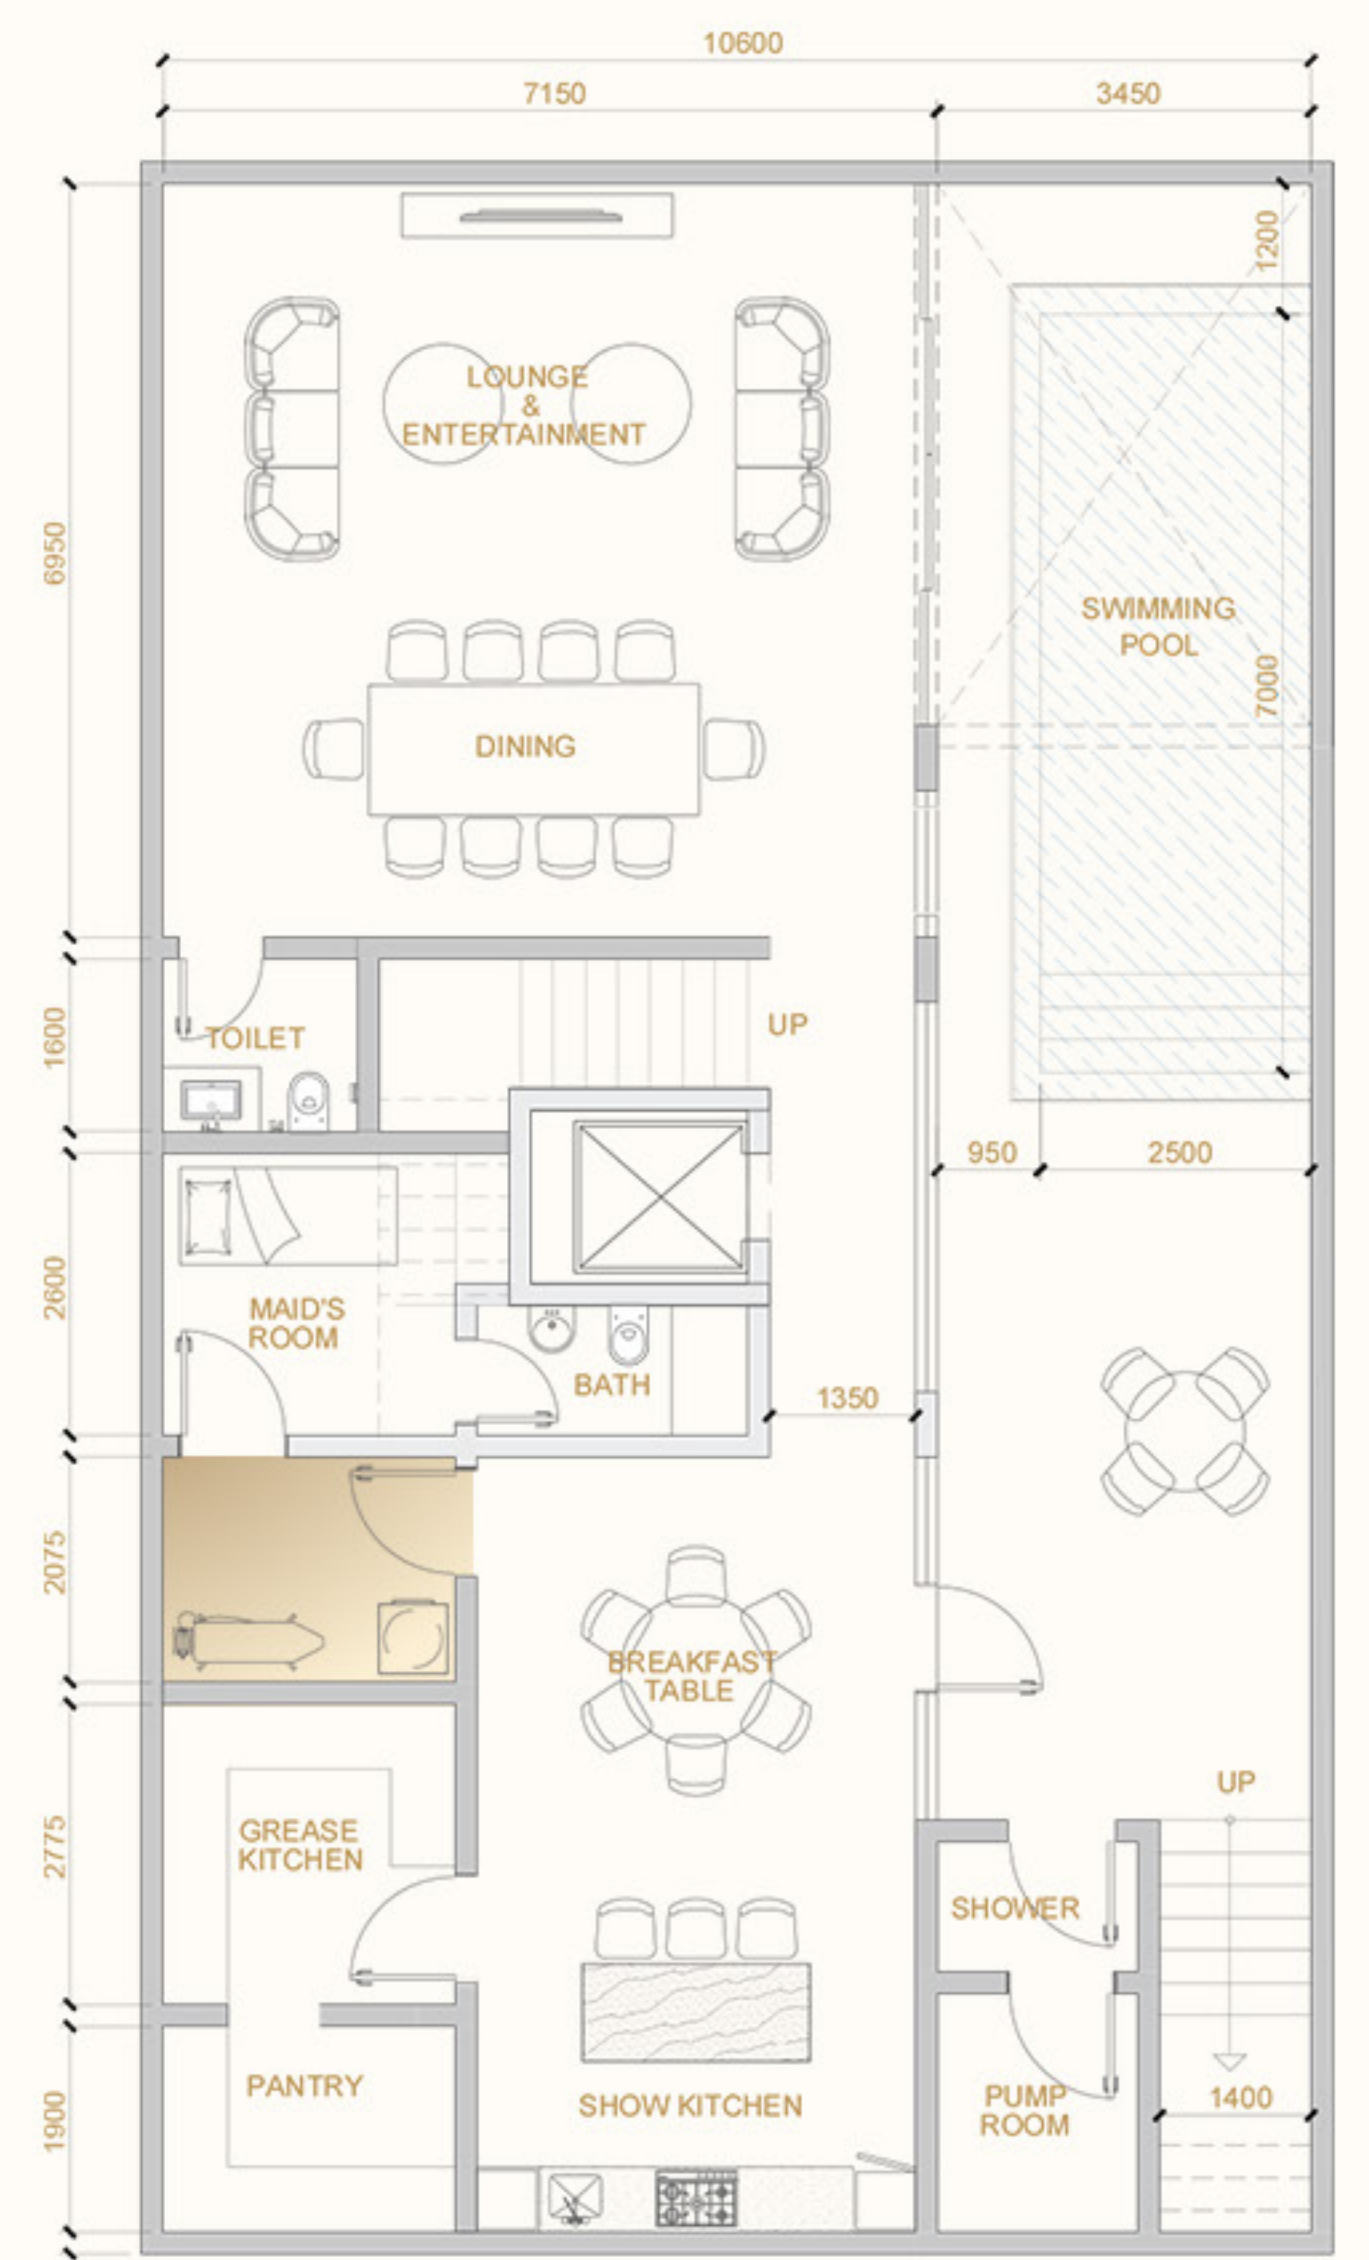 10600
7150
3450
1200
LOUNGE
&
ENTERTAINMENT
6950
SWIMMING
POOL
7000
DINING
1600
TOILET
UP
950
2500
2600
MAID'S
ROOM
BATH
1350
2075
BREAKFAST
TABLE
UP
2775
GREASE
KITCHEN
SHOWER
PANTRY
SHOW KITCHEN
PUMP
ROOM
1400
1900